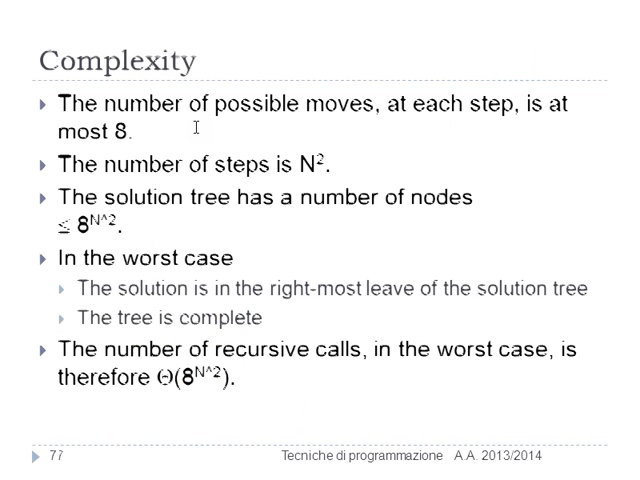 Complexity
The number of possible moves, at each step, is at
most 8.
The number of steps is N².
The solution tree has a number of nodes
≤ 8^N^2.
In the worst case
The solution is in the right-most leave of the solution tree
The tree is complete
The number of recursive calls, in the worst case, is
therefore Θ(8^N^2).
77 Tecniche di programmazione A.A. 2013/2014